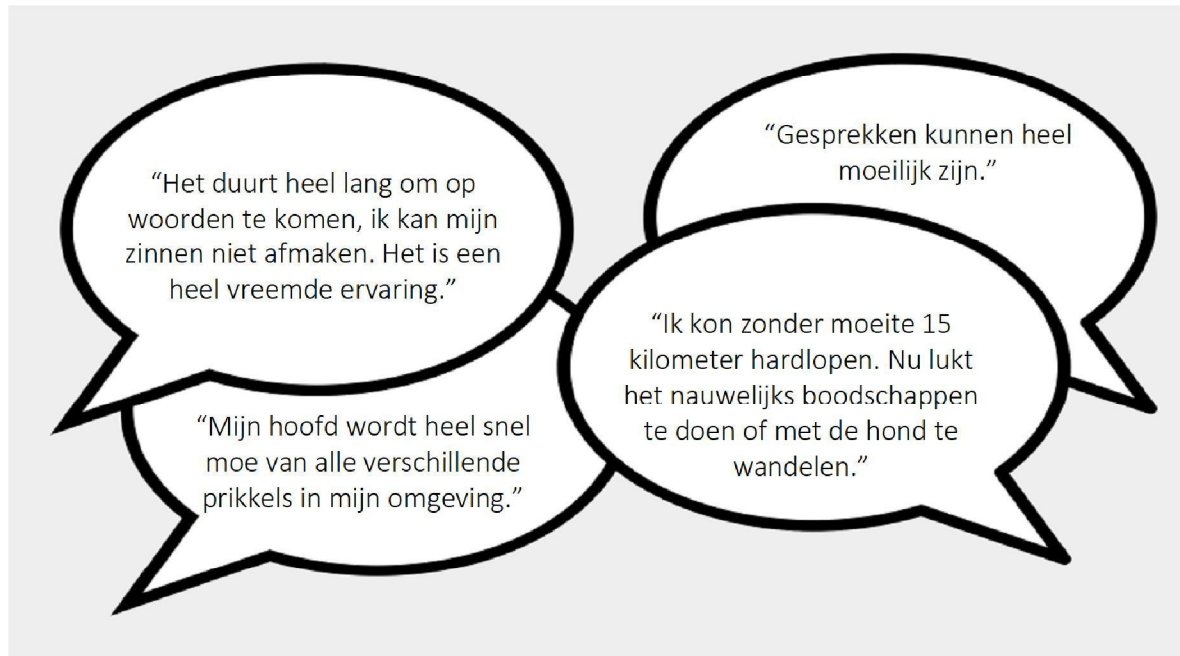 “Het duurt heel lang om op
woorden te komen, ik kan mijn
zinnen niet afmaken. Het is een
heel vreemde ervaring.”
“Gesprekken kunnen heel
moeilijk zijn.”
“Mijn hoofd wordt heel snel
moe van alle verschillende
prikkels in mijn omgeving.”
“Ik kon zonder moeite 15
kilometer hardlopen. Nu lukt
het nauwelijks boodschappen
te doen of met de hond te
wandelen.”